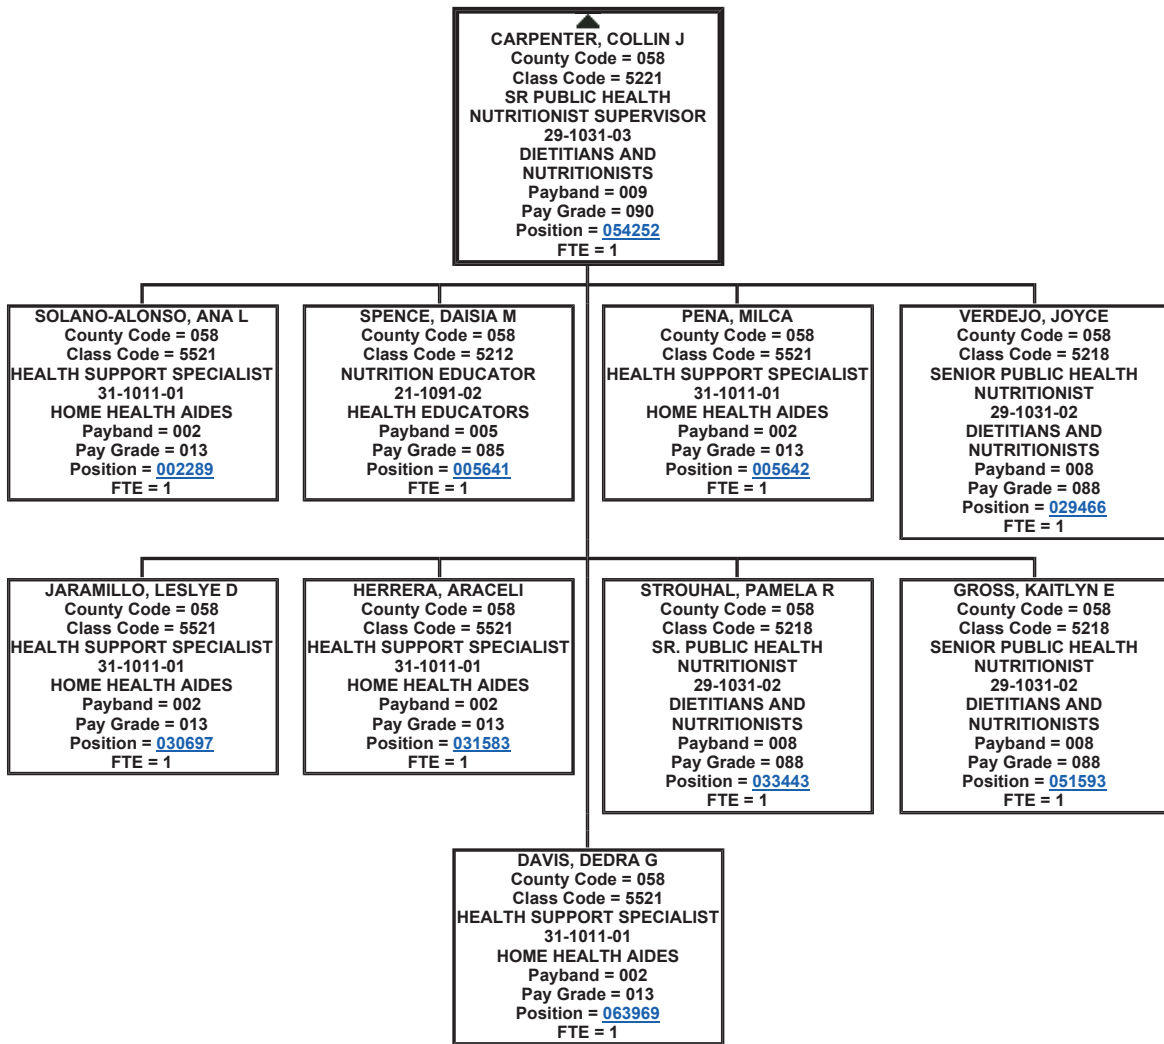 CARPENTER, COLLIN J
County Code = 058
Class Code = 5221
SR PUBLIC HEALTH
NUTRITIONIST SUPERVISOR
29-1031-03
DIETITIANS AND
NUTRITIONISTS
Payband = 009
Pay Grade = 090
Position = 054252
FTE = 1
SOLANO-ALONSO, ANA L
County Code = 058
Class Code = 5521
HEALTH SUPPORT SPECIALIST
31-1011-01
HOME HEALTH AIDES
Payband = 002
Pay Grade = 013
Position = 002289
FTE = 1
SPENCE, DAISIA M
County Code = 058
Class Code = 5212
NUTRITION EDUCATOR
21-1091-02
HEALTH EDUCATORS
Payband = 005
Pay Grade = 085
Position = 005641
FTE = 1
PENA, MILCA
County Code = 058
Class Code = 5521
HEALTH SUPPORT SPECIALIST
31-1011-01
HOME HEALTH AIDES
Payband = 002
Pay Grade = 013
Position = 005642
FTE = 1
VERDEJO, JOYCE
County Code = 058
Class Code = 5218
SENIOR PUBLIC HEALTH
NUTRITIONIST
29-1031-02
DIETITIANS AND
NUTRITIONISTS
Payband = 008
Pay Grade = 088
Position = 029466
FTE = 1
JARAMILLO, LESLYE D
County Code = 058
Class Code = 5521
HEALTH SUPPORT SPECIALIST
31-1011-01
HOME HEALTH AIDES
Payband = 002
Pay Grade = 013
Position = 030697
FTE = 1
HERRERA, ARACELI
County Code = 058
Class Code = 5521
HEALTH SUPPORT SPECIALIST
31-1011-01
HOME HEALTH AIDES
Payband = 002
Pay Grade = 013
Position = 031583
FTE = 1
STROUHAL, PAMELA R
County Code = 058
Class Code = 5218
SR. PUBLIC HEALTH
NUTRITIONIST
29-1031-02
DIETITIANS AND
NUTRITIONISTS
Payband = 008
Pay Grade = 088
Position = 033443
FTE = 1
GROSS, KAITLYN E
County Code = 058
Class Code = 5218
SENIOR PUBLIC HEALTH
NUTRITIONIST
29-1031-02
DIETITIANS AND
NUTRITIONISTS
Payband = 008
Pay Grade = 088
Position = 051593
FTE = 1
DAVIS, DEDRA G
County Code = 058
Class Code = 5521
HEALTH SUPPORT SPECIALIST
31-1011-01
HOME HEALTH AIDES
Payband = 002
Pay Grade = 013
Position = 063969
FTE = 1